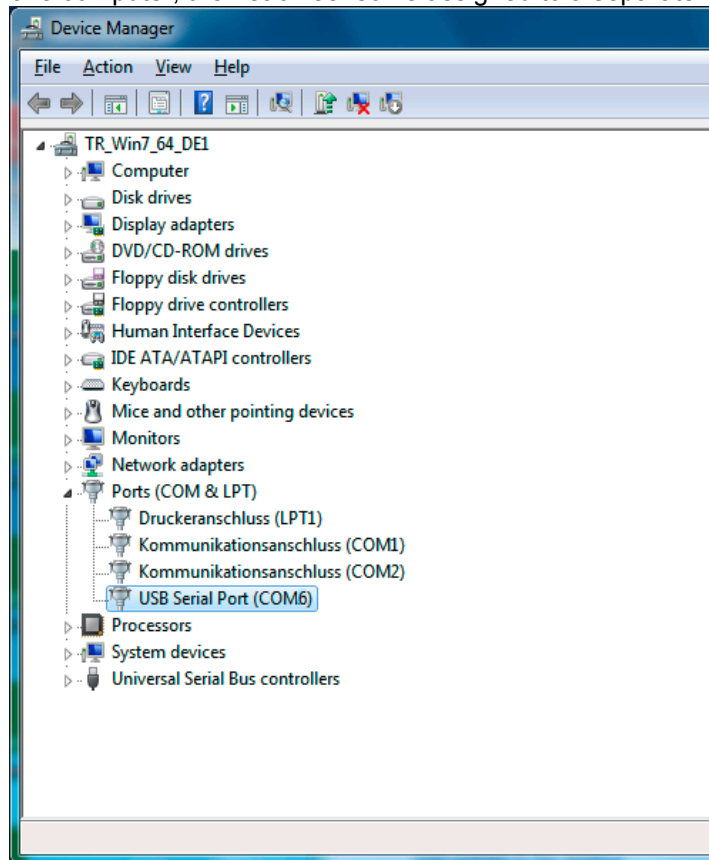 Device Manager
File Action View Help
TR_Win7_64_DE1
Computer
Disk drives
Display adapters
DVD/CD-ROM drives
Floppy disk drives
Floppy drive controllers
Human Interface Devices
IDE ATA/ATAPI controllers
Keyboards
Mice and other pointing devices
Monitors
Network adapters
Ports (COM & LPT)
Druckeranschluss (LPT1)
Kommunikationsanschluss (COM1)
Kommunikationsanschluss (COM2)
USB Serial Port (COM6)
Processors
System devices
Universal Serial Bus controllers